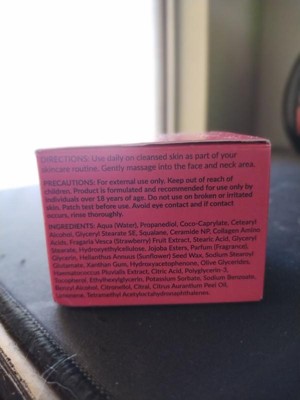 DIRECTIONS: Use daily on cleansed skin as part of your
skincare routine. Gently massage into the face and neck area.
PRECAUTIONS: For external use only. Keep out of reach of
children. Product is formulated and recommended for use only by
individuals over 18 years of age. Do not use on broken or irritated
skin. Patch test before use. Avoid eye contact and if contact
occurs, rinse thoroughly.
INGREDIENTS: Aqua (Water), Propanediol, Coco-Caprylate, Cetearyl
Alcohol, Glyceryl Stearate SE, Squalane, Ceramide NP, Collagen Amino
Acids, Fragaria Vesca (Strawberry) Fruit Extract, Stearic Acid, Glyceryl
Stearate, Hydroxyethylcellulose, Jojoba Esters, Parfum (Fragrance),
Glycerin, Helianthus Annuus (Sunflower) Seed Wax, Sodium Stearoyl
Glutamate, Xanthan Gum, Hydroxyacetophenone, Olive Glycerides,
Haematococcus Pluvialis Extract, Citric Acid, Polyglycerin-3,
Tocopherol, Ethylhexylglycerin, Potassium Sorbate, Sodium Benzoate,
Benzyl Alcohol, Citronellol, Citral, Citrus Aurantium Peel Oil,
Limonene, Tetramethyl Acetyloctahydronaphthalenes.